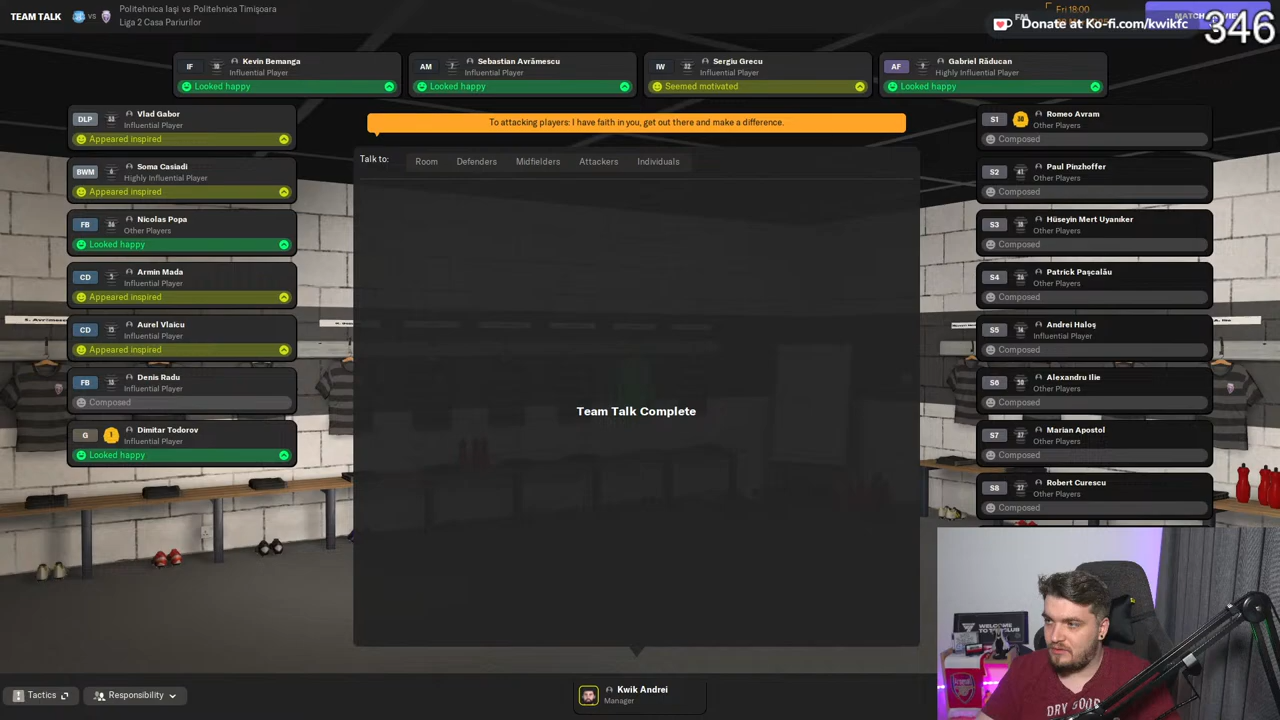 TEAM TALK
vs
Politehnica Iași vs Politehnica Timișoara
Liga 2 Casa Pariurilor
Fri 18:00
FM
Donate at Ko-fi.com/kwikfc
346
IF
Kevin Bemanga
Influential Player
Looked happy
AM
Sebastian Avrămescu
Influential Player
Looked happy
IW
Sergiu Grecu
Influential Player
Seemed motivated
AF
Gabriel Răducan
Highly Influential Player
Looked happy
DLP
Vlad Gabor
Influential Player
Appeared inspired
BWM
Soma Casiadi
Highly Influential Player
Appeared inspired
FB
Nicolas Popa
Other Players
Looked happy
CD
Armin Mada
Influential Player
Appeared inspired
CD
Aurel Vlaicu
Influential Player
Appeared inspired
FB
Denis Radu
Influential Player
Composed
G
Dimitar Todorov
Influential Player
Looked happy
To attacking players: I have faith in you, get out there and make a difference.
Talk to:
Room
Defenders
Midfielders
Attackers
Individuals
Team Talk Complete
S1
Romeo Avram
Other Players
Composed
S2
Paul Pinzhoffer
Other Players
Composed
S3
Hüseyin Mert Uyanıker
Other Players
Composed
S4
Patrick Pașcalău
Other Players
Composed
S5
Andrei Haloș
Influential Player
Composed
S6
Alexandru Ilie
Other Players
Composed
S7
Marian Apostol
Other Players
Composed
S8
Robert Curescu
Other Players
Composed
Tactics
Responsibility
Kwik Andrei
Manager